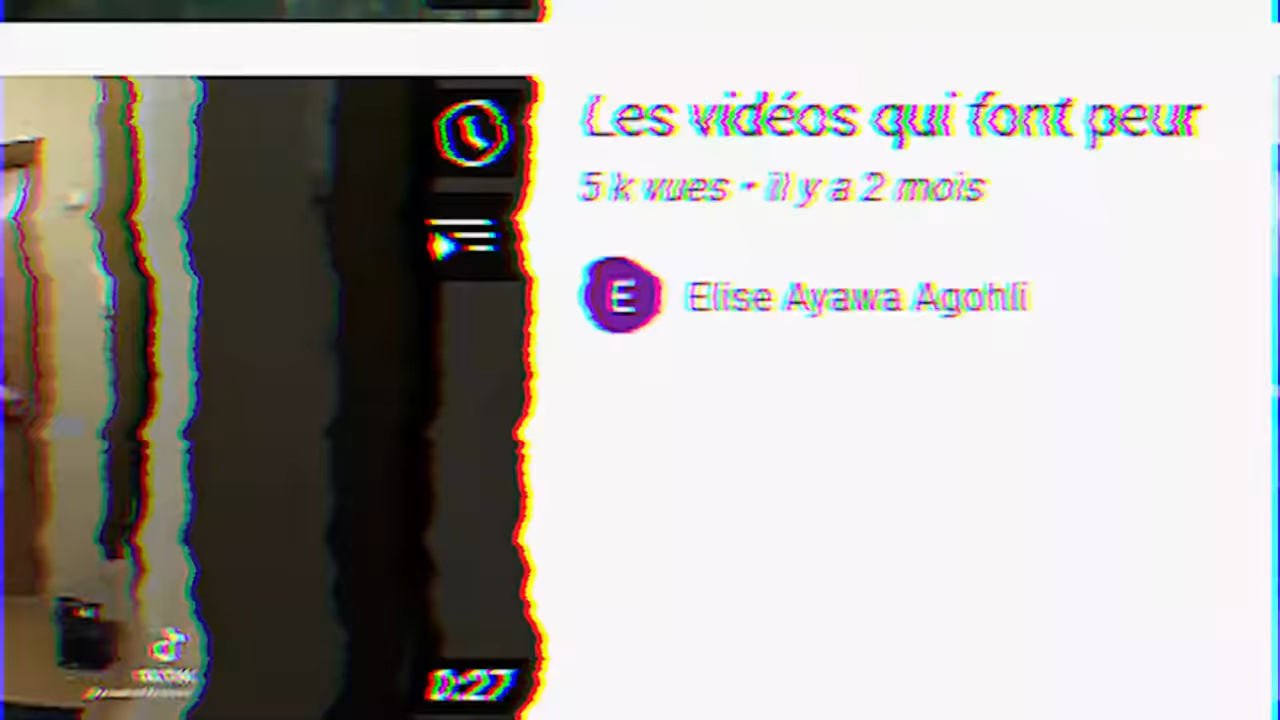 Les vidéos qui font peur
5 k vues • il y a 2 mois
E
Elise Ayawa Agohli
0:27